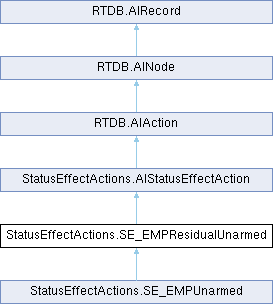 RTDB.AIRecord
RTDB.AINode
RTDB.AIAction
StatusEffectActions.AIStatusEffectAction
StatusEffectActions.SE_EMPResidualUnarmed
StatusEffectActions.SE_EMPUnarmed